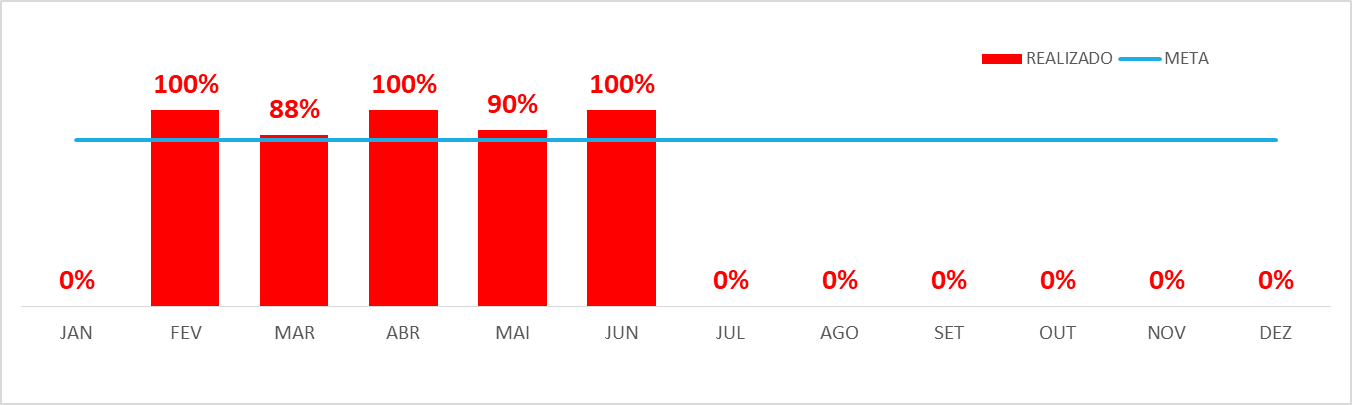 REALIZADO META
100% 88% 100% 90% 100%
0% 0% 0% 0% 0% 0% 0%
JAN FEV MAR ABR MAI JUN JUL AGO SET OUT NOV DEZ